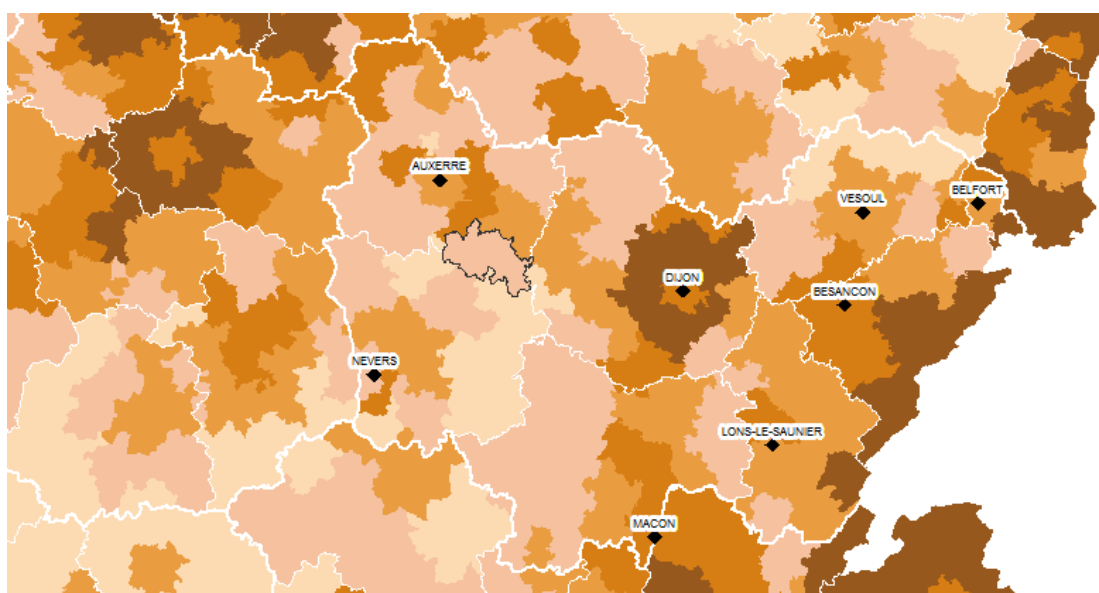 AUXERRE
BELFORT
VESOUL
DIJON
BESANCON
NEVERS
LONS-LE-SAUNIER
MACON